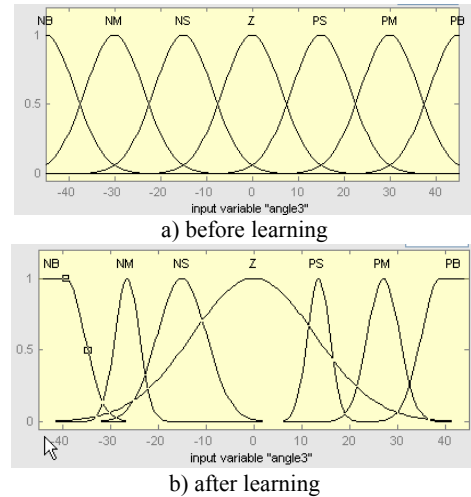 NB NM NS Z PS PM PB
1
0.5
0
-40 -30 -20 -10 0 10 20 30 40
input variable "angle3"
a) before learning
NB NM NS Z PS PM PB
1
0.5
0
-40 -30 -20 -10 0 10 20 30 40
input variable "angle3"
b) after learning